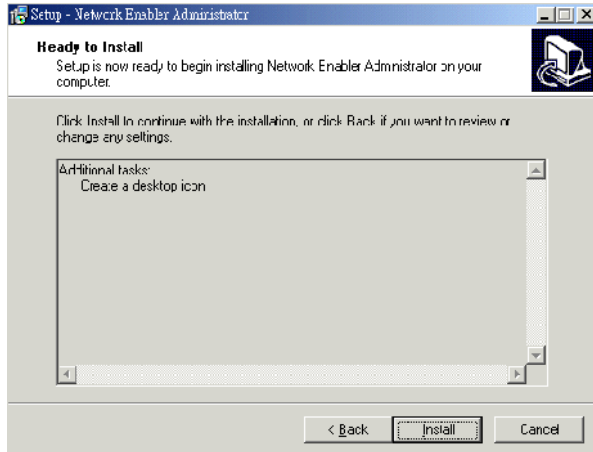 Setup - Network Enabler Administrator
Ready to Install
Setup is now ready to begin installing Network Enabler Administrator on your
computer.
Click Install to continue with the installation, or click Back if you want to review or
change any settings.
Additional tasks:
Create a desktop icon
< Back
Install
Cancel